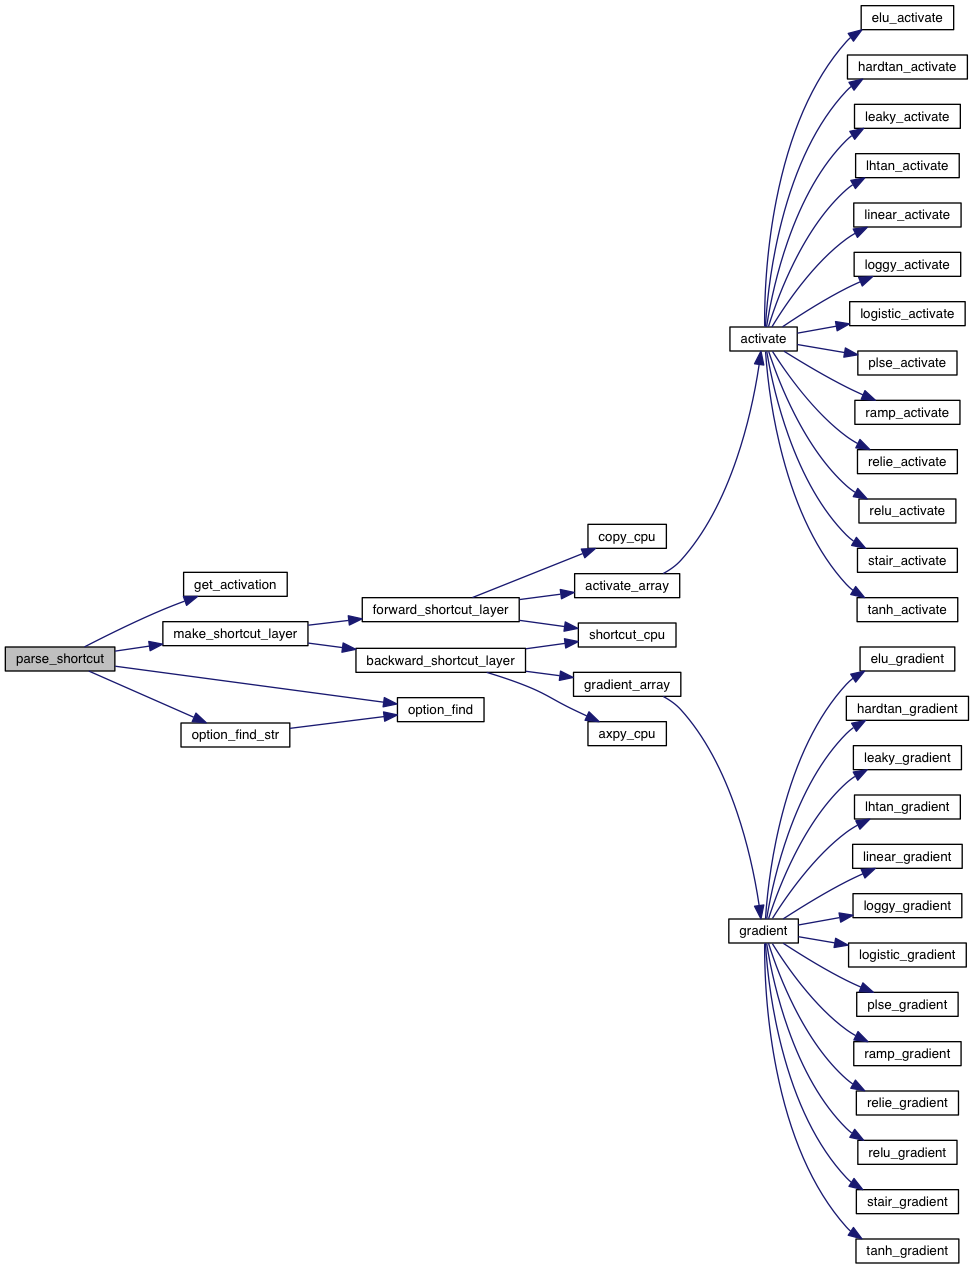 elu_activate
hardtan_activate
leaky_activate
lhtan_activate
linear_activate
loggy_activate
logistic_activate
activate
plse_activate
ramp_activate
relie_activate
relu_activate
copy_cpu
stair_activate
get_activation
activate_array
forward_shortcut_layer
tanh_activate
make_shortcut_layer
shortcut_cpu
parse_shortcut
backward_shortcut_layer
elu_gradient
gradient_array
option_find
hardtan_gradient
option_find_str
axpy_cpu
leaky_gradient
lhtan_gradient
linear_gradient
loggy_gradient
gradient
logistic_gradient
plse_gradient
ramp_gradient
relie_gradient
relu_gradient
stair_gradient
tanh_gradient